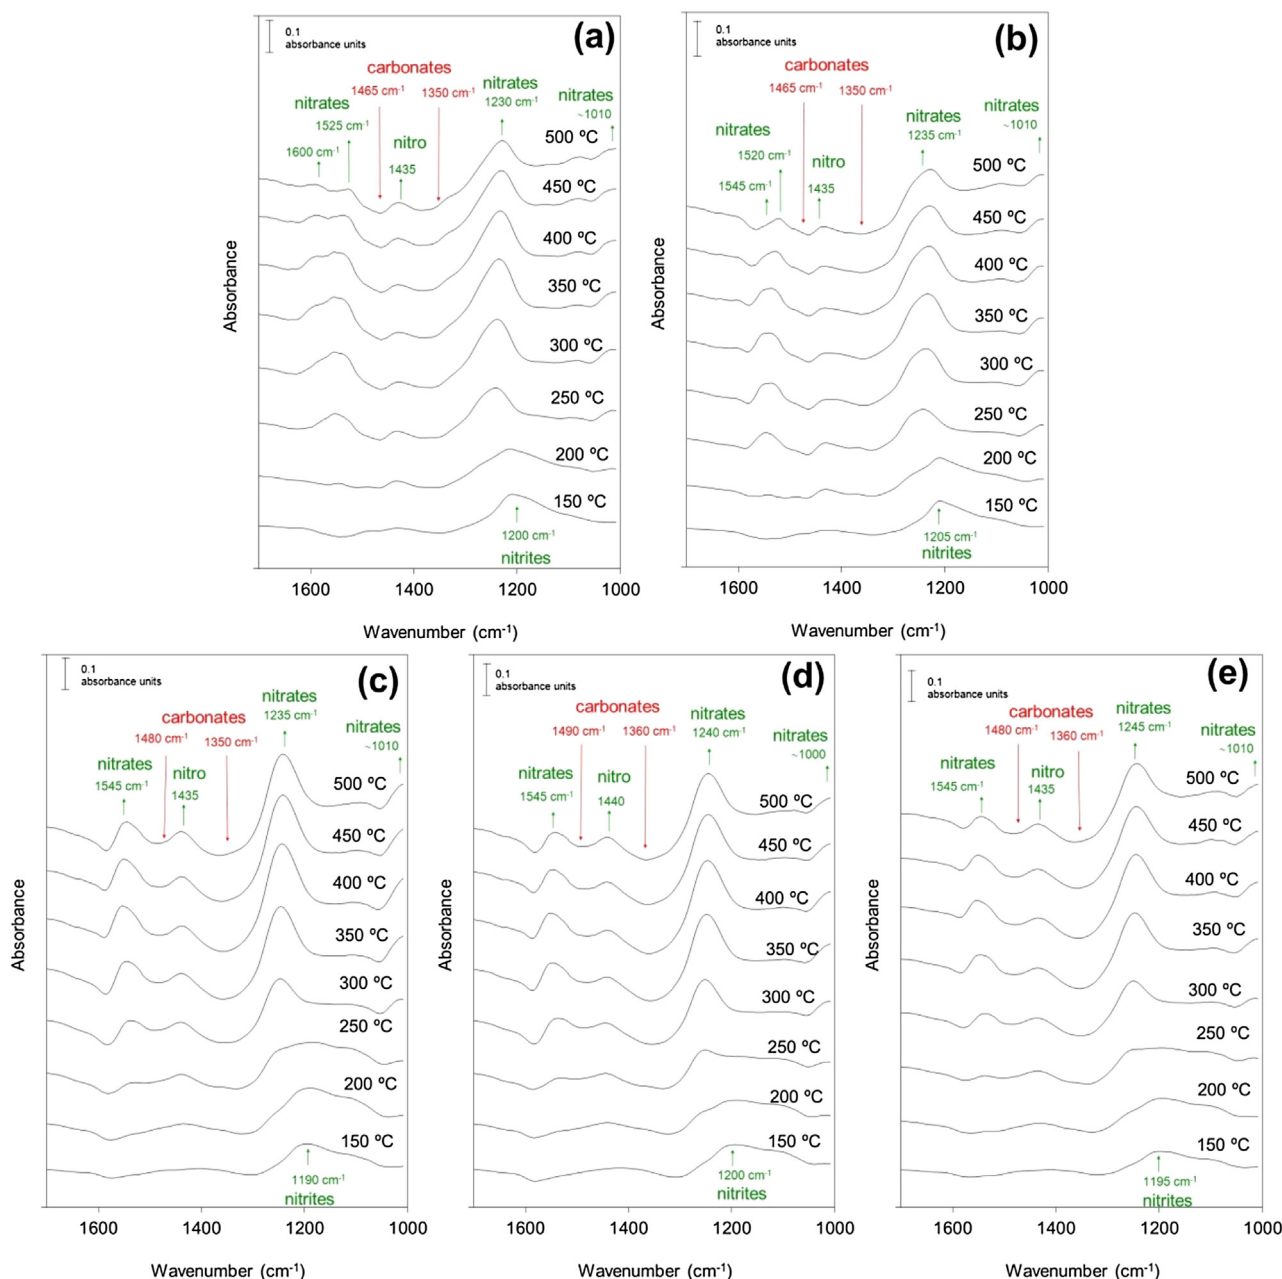 0.1
absorbance units
(a)
carbonates
1465 cm-1
1350 cm-1
nitrates
1230 cm-1
nitrates
~1010
nitrates
1525 cm-1
1600 cm-1
nitro
1435
500 ºC
450 ºC
400 ºC
350 ºC
300 ºC
250 ºC
200 ºC
150 ºC
1200 cm-1
nitrites
Absorbance
1600
1400
1200
1000
Wavenumber (cm-1)
0.1
absorbance units
(b)
carbonates
1465 cm-1
1350 cm-1
nitrates
1235 cm-1
nitrates
~1010
nitrates
1520 cm-1
1545 cm-1
nitro
1435
500 ºC
450 ºC
400 ºC
350 ºC
300 ºC
250 ºC
200 ºC
150 ºC
1205 cm-1
nitrites
Absorbance
1600
1400
1200
1000
Wavenumber (cm-1)
0.1
absorbance units
(c)
nitrates
1235 cm-1
carbonates
1480 cm-1
1350 cm-1
nitrates
~1010
nitrates
1545 cm-1
nitro
1435
500 ºC
450 ºC
400 ºC
350 ºC
300 ºC
250 ºC
200 ºC
150 ºC
1190 cm-1
nitrites
Absorbance
1600
1400
1200
1000
Wavenumber (cm-1)
0.1
absorbance units
(d)
carbonates
1490 cm-1
1360 cm-1
nitrates
1240 cm-1
nitrates
~1000
nitrates
1545 cm-1
nitro
1440
500 ºC
450 ºC
400 ºC
350 ºC
300 ºC
250 ºC
200 ºC
150 ºC
1200 cm-1
nitrites
Absorbance
1600
1400
1200
1000
Wavenumber (cm-1)
0.1
absorbance units
(e)
carbonates
1480 cm-1
1360 cm-1
nitrates
1245 cm-1
nitrates
~1010
nitrates
1545 cm-1
nitro
1435
500 ºC
450 ºC
400 ºC
350 ºC
300 ºC
250 ºC
200 ºC
150 ºC
1195 cm-1
nitrites
Absorbance
1600
1400
1200
1000
Wavenumber (cm-1)